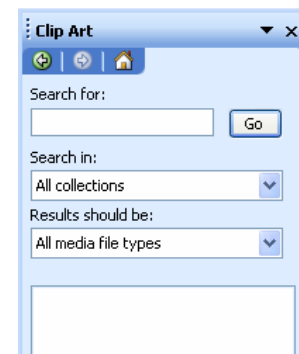 Clip Art
Search for:
Go
Search in:
All collections
Results should be:
All media file types